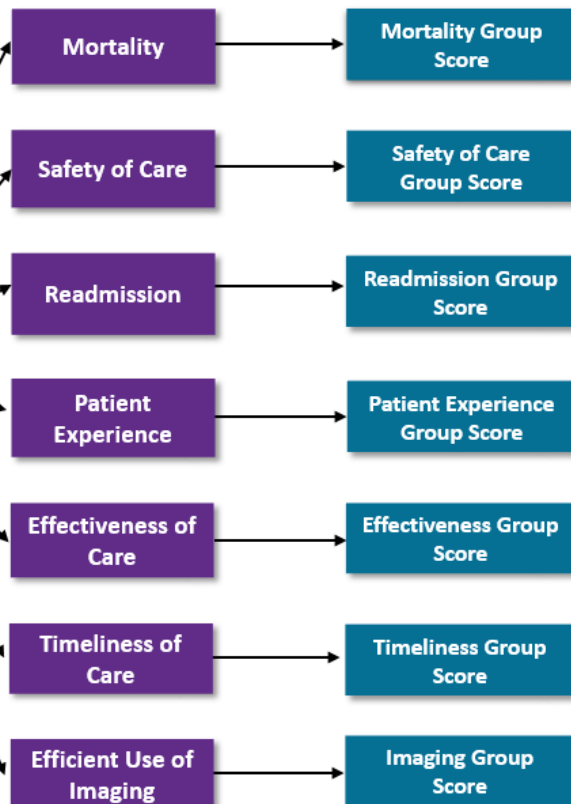 Mortality
Mortality Group
Score
Safety of Care
Safety of Care
Group Score
Readmission
Readmission Group
Score
Patient
Experience
Patient Experience
Group Score
Effectiveness of
Care
Effectiveness Group
Score
Timeliness of
Care
Timeliness Group
Score
Efficient Use of
Imaging
Imaging Group
Score